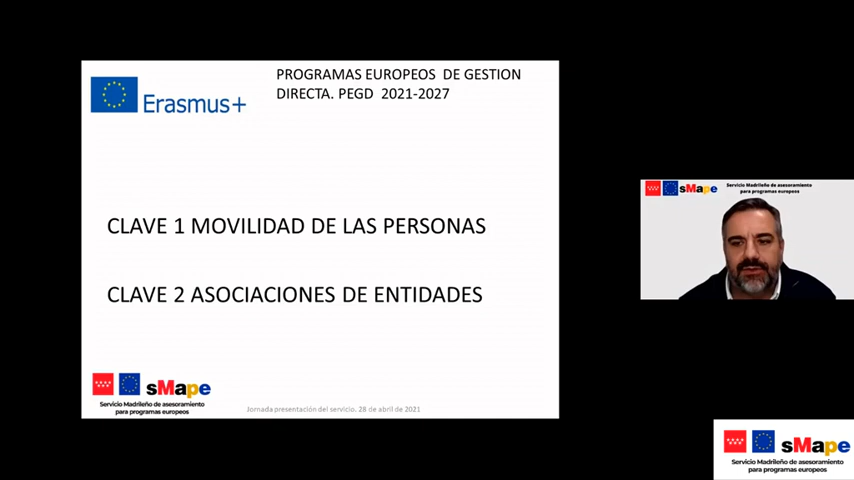 PROGRAMAS EUROPEOS DE GESTION
DIRECTA. PEGD 2021-2027
Erasmus+
CLAVE 1 MOVILIDAD DE LAS PERSONAS
CLAVE 2 ASOCIACIONES DE ENTIDADES
sMape
Servicio Madrileño de asesoramiento
para programas europeos
Jornada presentación del servicio. 28 de abril de 2021
sMape
Servicio Madrileño de asesoramiento
para programas europeos
sMape
Servicio Madrileño de asesoramiento
para programas europeos